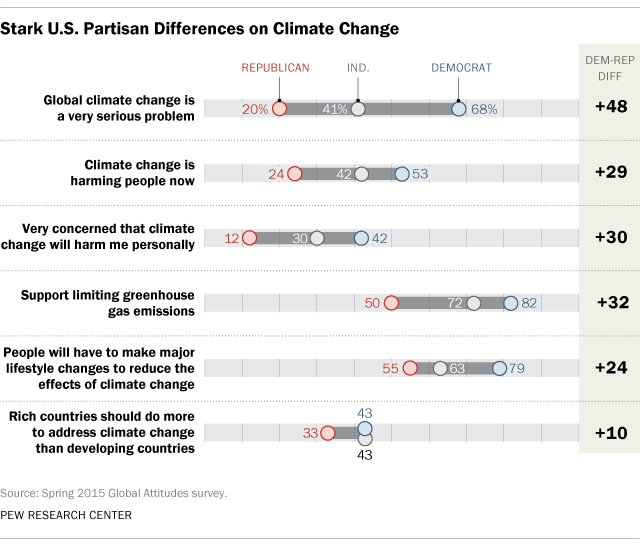 Stark U.S. Partisan Differences on Climate Change
REPUBLICAN IND. DEMOCRAT DEM-REP
DIFF
Global climate change is
a very serious problem
20% 41% 68% +48
Climate change is
harming people now
24 42 53 +29
Very concerned that climate
change will harm me personally
12 30 42 +30
Support limiting greenhouse
gas emissions
50 72 82 +32
People will have to make major
lifestyle changes to reduce the
effects of climate change
55 63 79 +24
Rich countries should do more
to address climate change
than developing countries
43
33 +10
43
Source: Spring 2015 Global Attitudes survey.
PEW RESEARCH CENTER